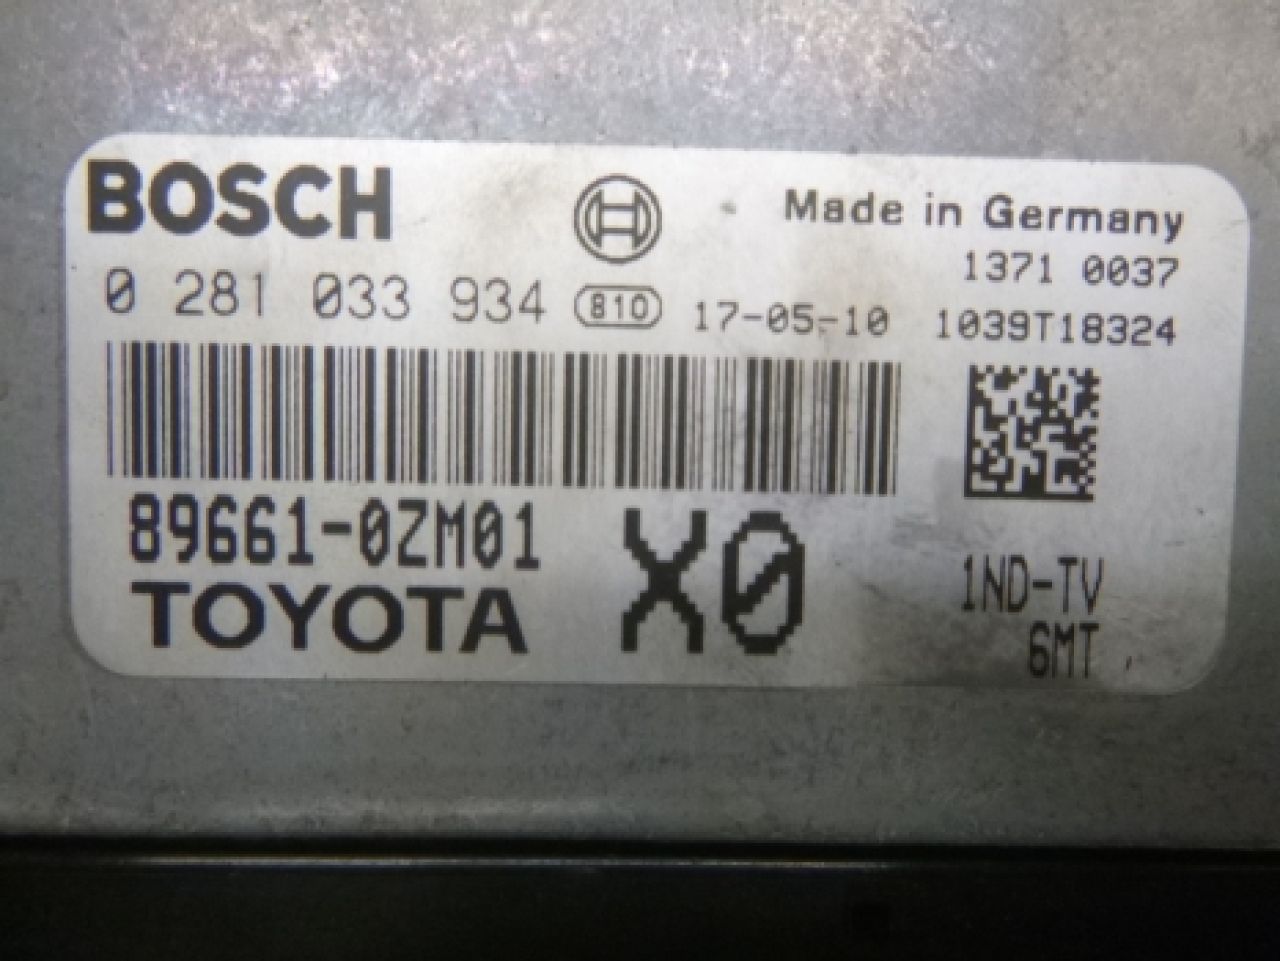 BOSCH
Made in Germany
1371 0037
0 281 033 934 810 17-05-10 1039T18324
89661-0ZM01 X0 1ND-TV
TOYOTA 6MT